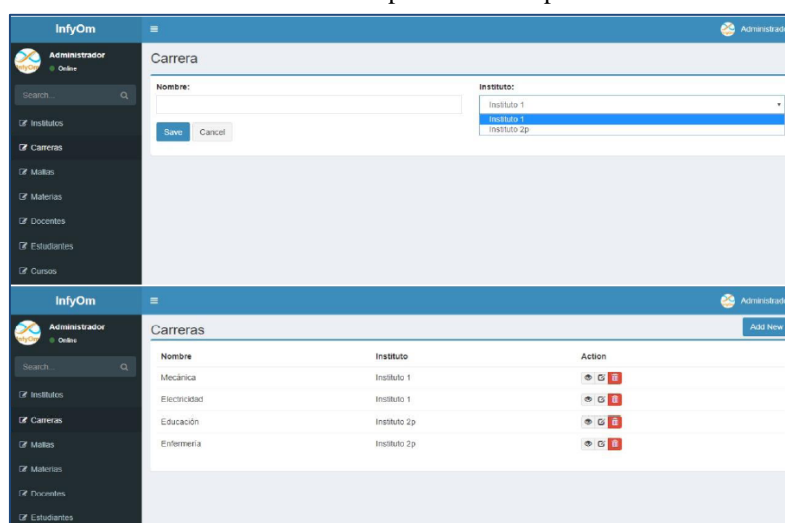 InfyOm
Administrado
Administrador
Online
Carrera
Search...
Nombre:
Instituto:
Instituto 1
Instituto 1
Instituto 2p
Save Cancel
Institutos
Carreras
Mallas
Materias
Docentes
Estudiantes
Cursos
InfyOm
Administrado
Administrador
Online
Carreras
Add New
Search...
Nombre Instituto Action
Mecánica Instituto 1
Electricidad Instituto 1
Educación Instituto 2p
Enfermería Instituto 2p
Institutos
Carreras
Mallas
Materias
Docentes
Estudiantes